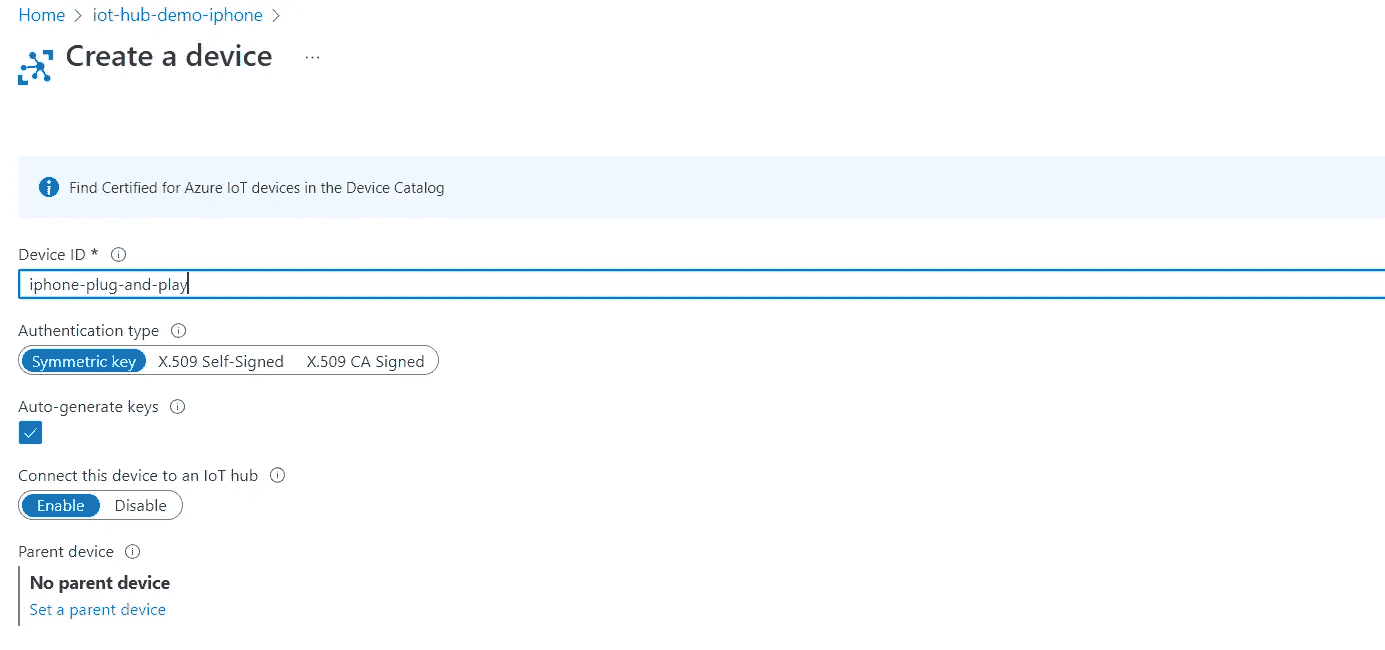 Home > iot-hub-demo-iphone >
Create a device ...
Find Certified for Azure IoT devices in the Device Catalog
Device ID *
iphone-plug-and-play
Authentication type
Symmetric key X.509 Self-Signed X.509 CA Signed
Auto-generate keys
Connect this device to an IoT hub
Enable Disable
Parent device
No parent device
Set a parent device